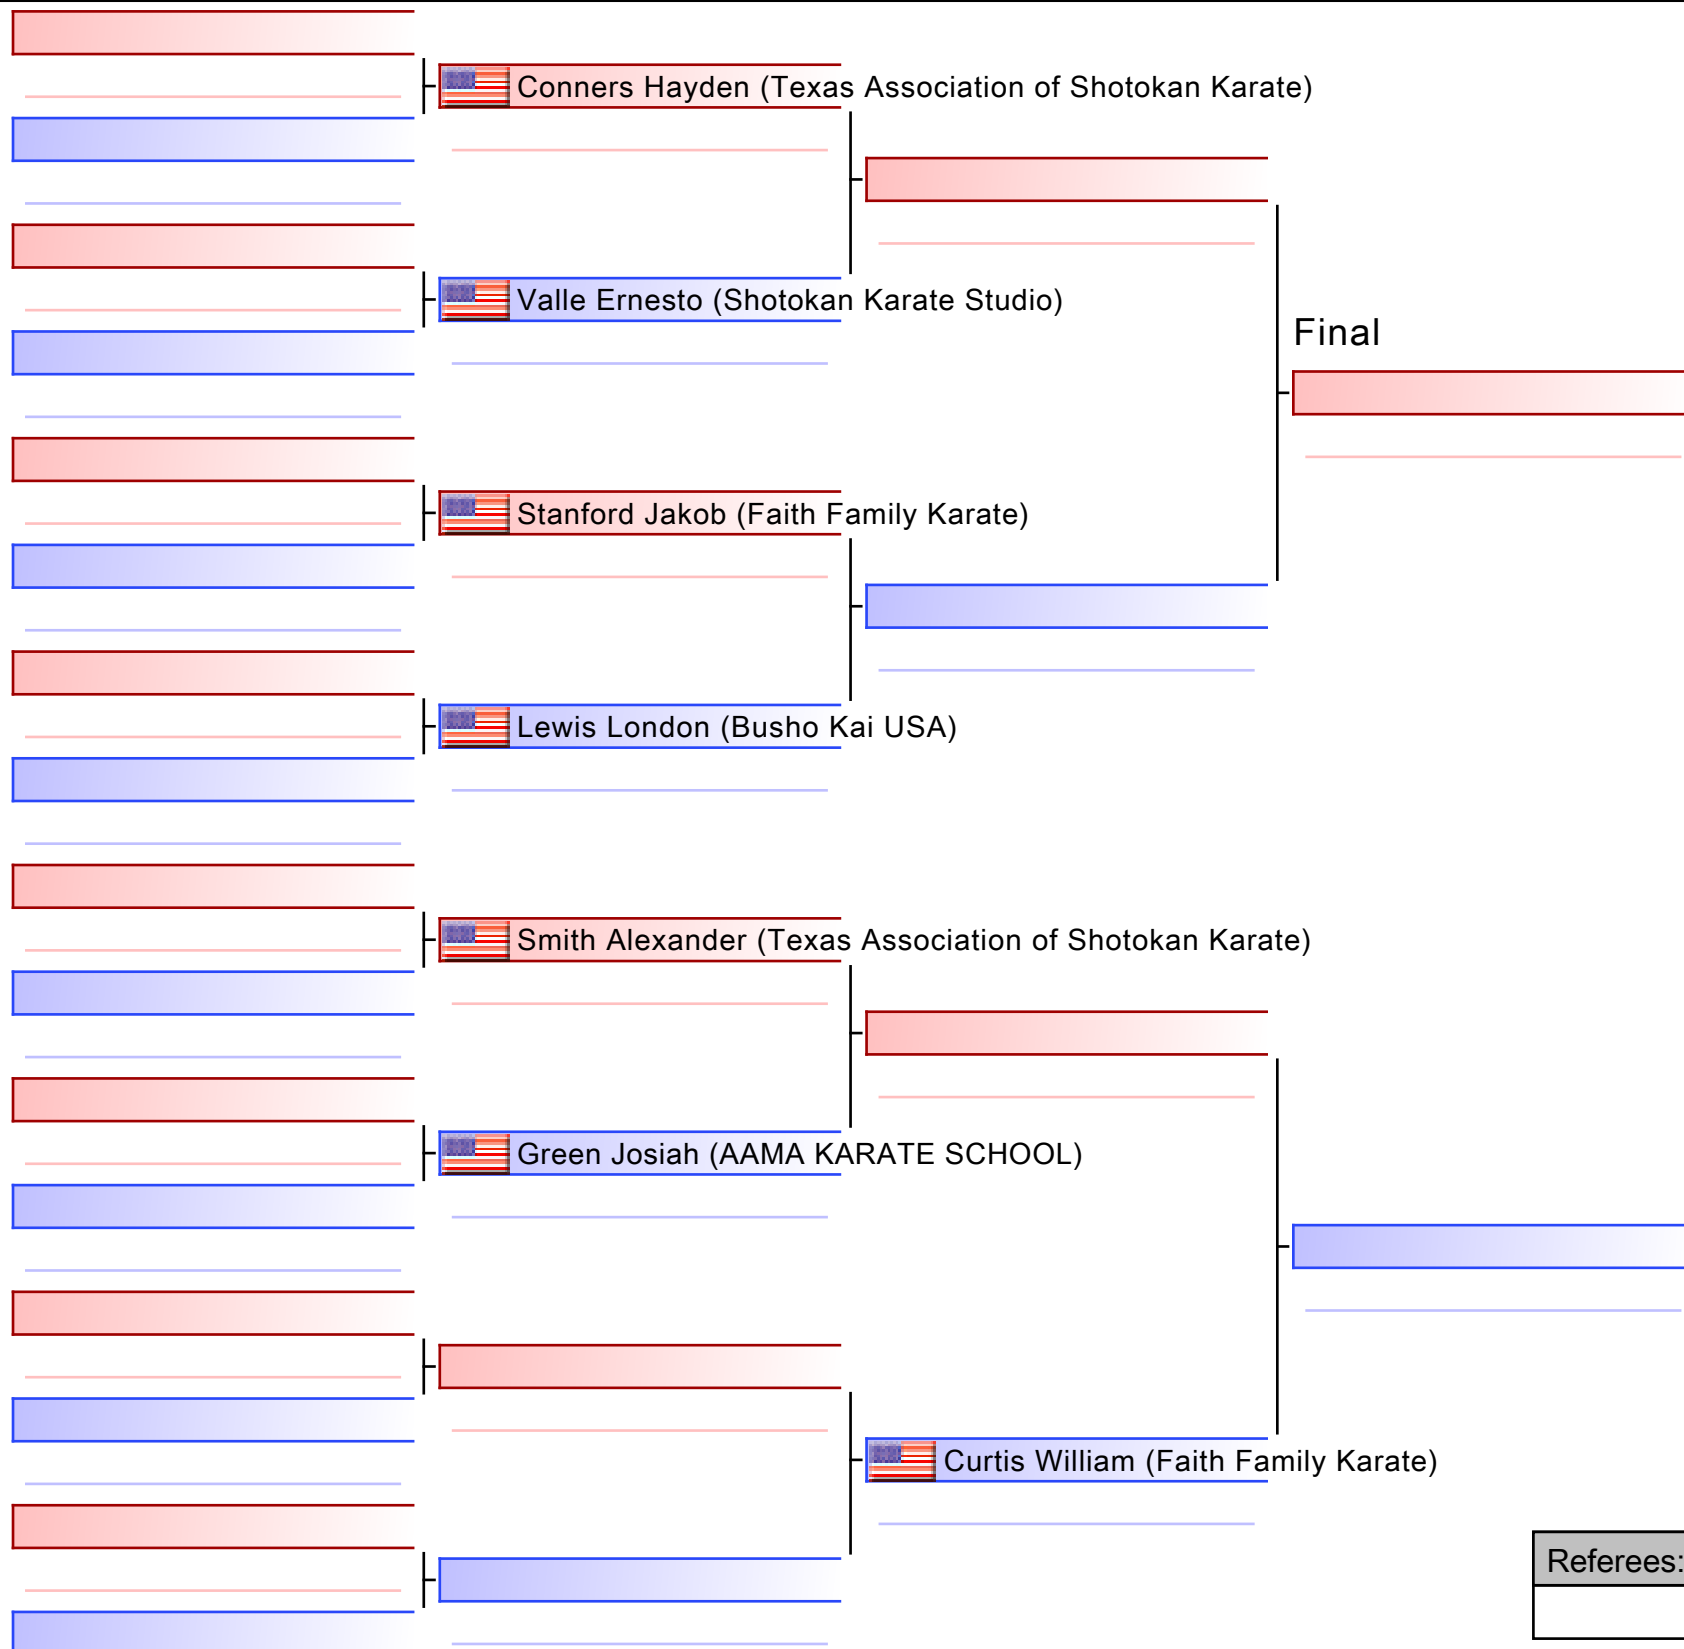 Conners Hayden (Texas Association of Shotokan Karate)
Valle Ernesto (Shotokan Karate Studio)
Final
Stanford Jakob (Faith Family Karate)
Lewis London (Busho Kai USA)
Smith Alexander (Texas Association of Shotokan Karate)
Green Josiah (AAMA KARATE SCHOOL)
Curtis William (Faith Family Karate)
Referees: